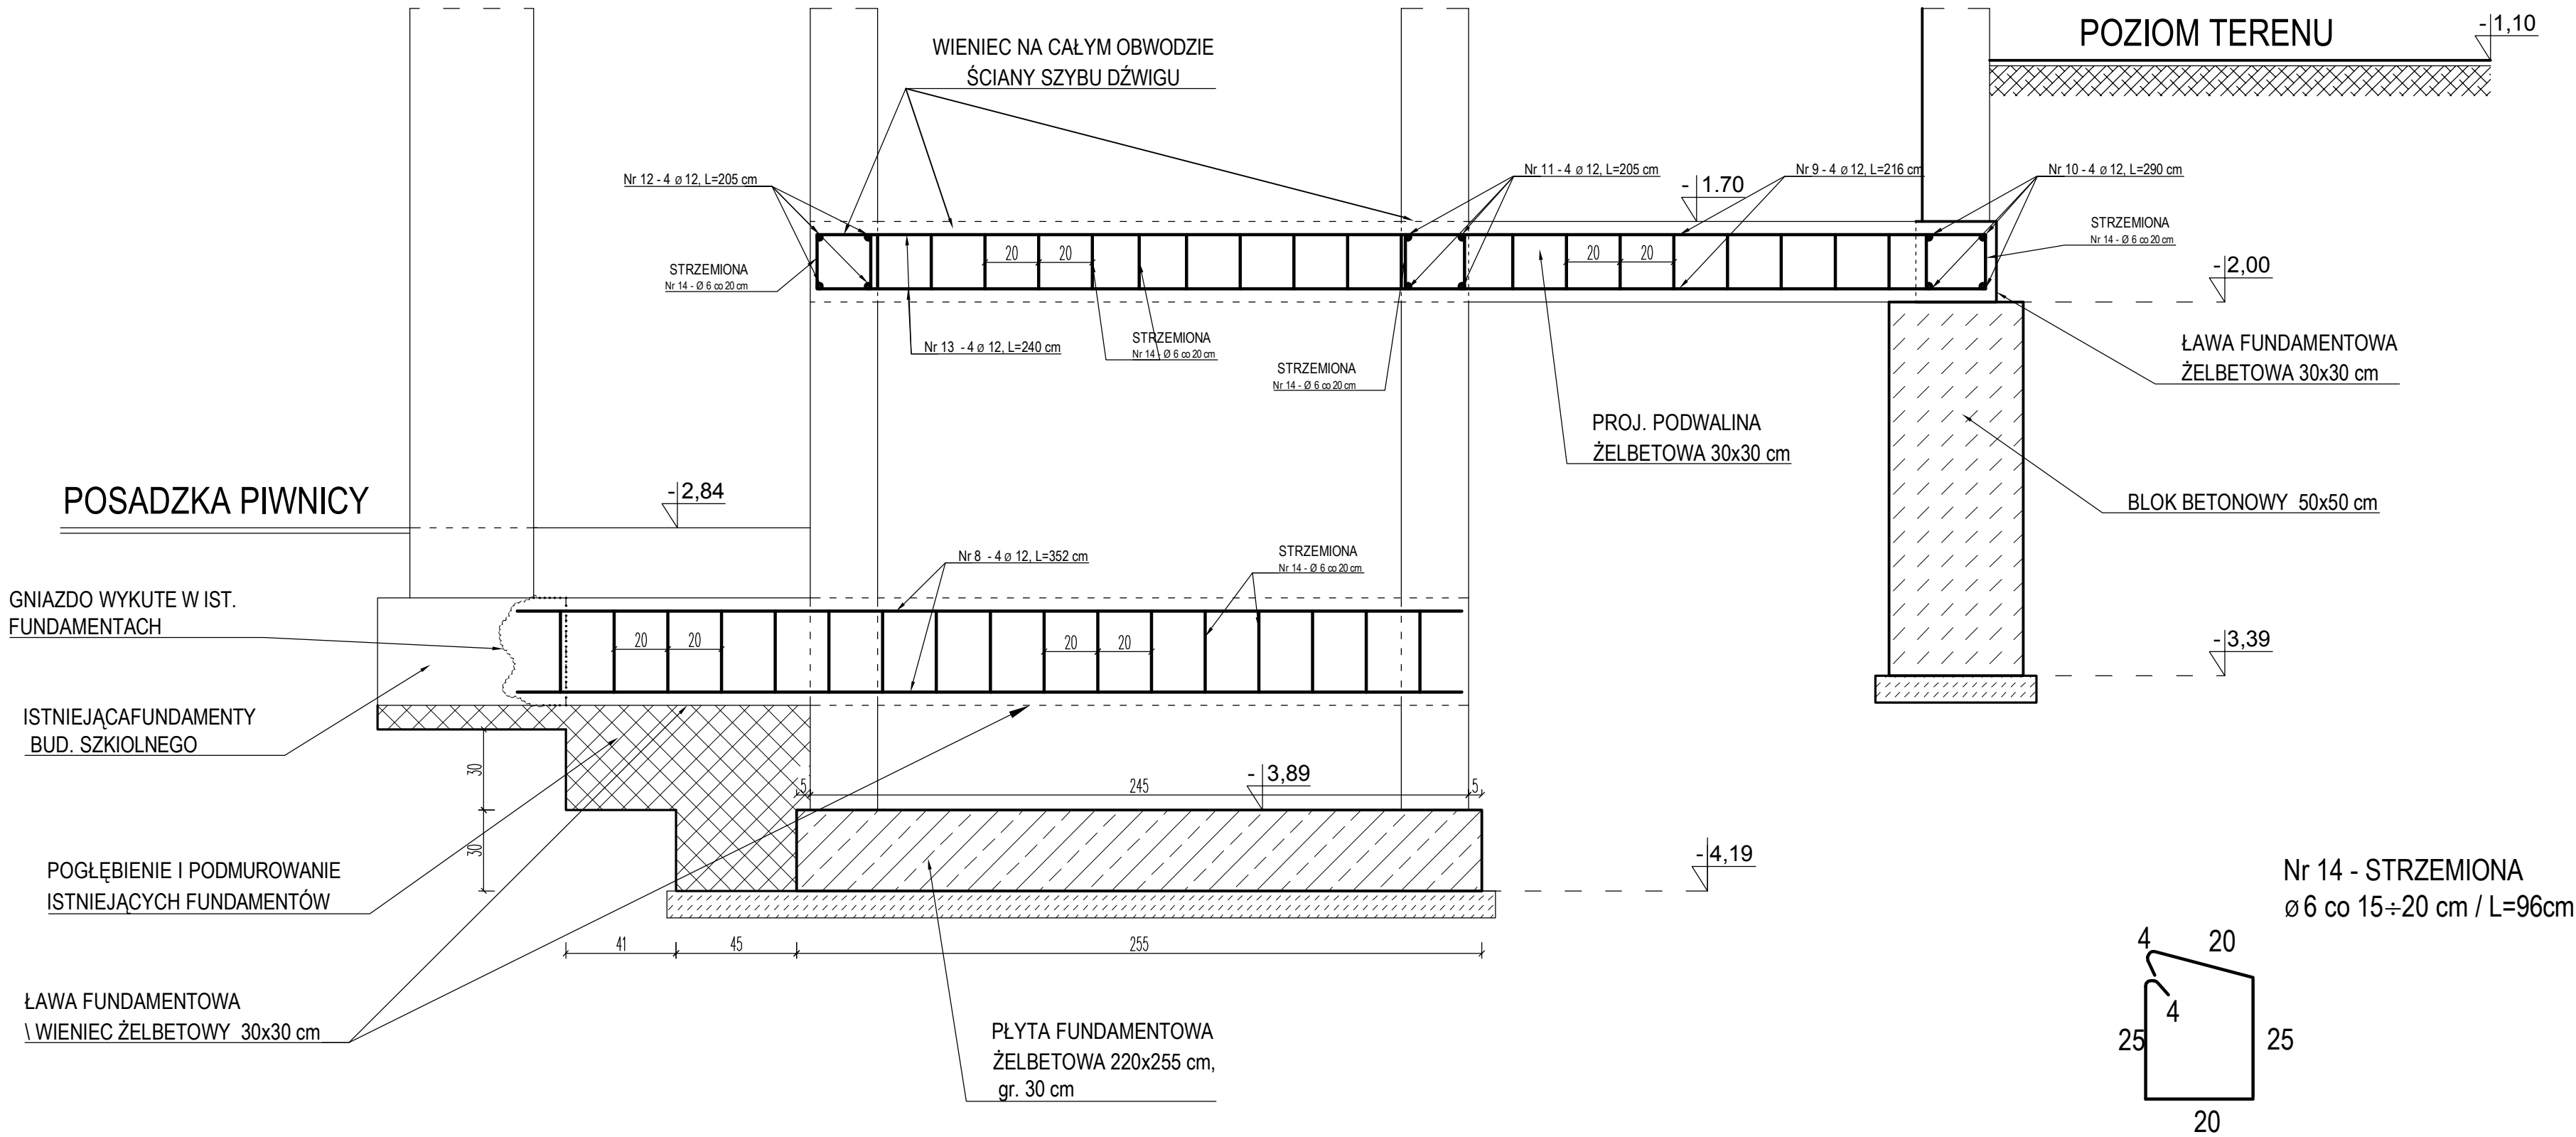 POZIOM TERENU
-1,10
WIENIEC NA CAŁYM OBWODZIE
ŚCIANY SZYBU DŹWIGU
Nr 12 - 4 ø 12, L=205 cm
Nr 11 - 4 ø 12, L=205 cm
-1.70
Nr 9 - 4 ø 12, L=216 cm
Nr 10 - 4 ø 12, L=290 cm
STRZEMIONA
Nr 14 - Ø 6 co 20 cm
STRZEMIONA
Nr 14 - Ø 6 co 20 cm
20
20
20
20
-2,00
Nr 13 - 4 ø 12, L=240 cm
STRZEMIONA
Nr 14 - Ø 6 co 20 cm
STRZEMIONA
Nr 14 - Ø 6 co 20 cm
ŁAWA FUNDAMENTOWA
ŻELBETOWA 30x30 cm
PROJ. PODWALINA
ŻELBETOWA 30x30 cm
POSADZKA PIWNICY
-2,84
BLOK BETONOWY 50x50 cm
Nr 8 - 4 ø 12, L=352 cm
STRZEMIONA
Nr 14 - Ø 6 co 20 cm
GNIAZDO WYKUTE W IST.
FUNDAMENTACH
20
20
20
20
-3,39
ISTNIEJĄCAFUNDAMENTY
BUD. SZKIOLNEGO
30
5
245
-3,89
5
30
POGŁĘBIENIE I PODMUROWANIE
ISTNIEJĄCYCH FUNDAMENTÓW
-4,19
41
45
255
ŁAWA FUNDAMENTOWA
\ WIENIEC ŻELBETOWY 30x30 cm
PŁYTA FUNDAMENTOWA
ŻELBETOWA 220x255 cm,
gr. 30 cm
Nr 14 - STRZEMIONA
ø 6 co 15÷20 cm / L=96cm
4
20
4
25
25
20